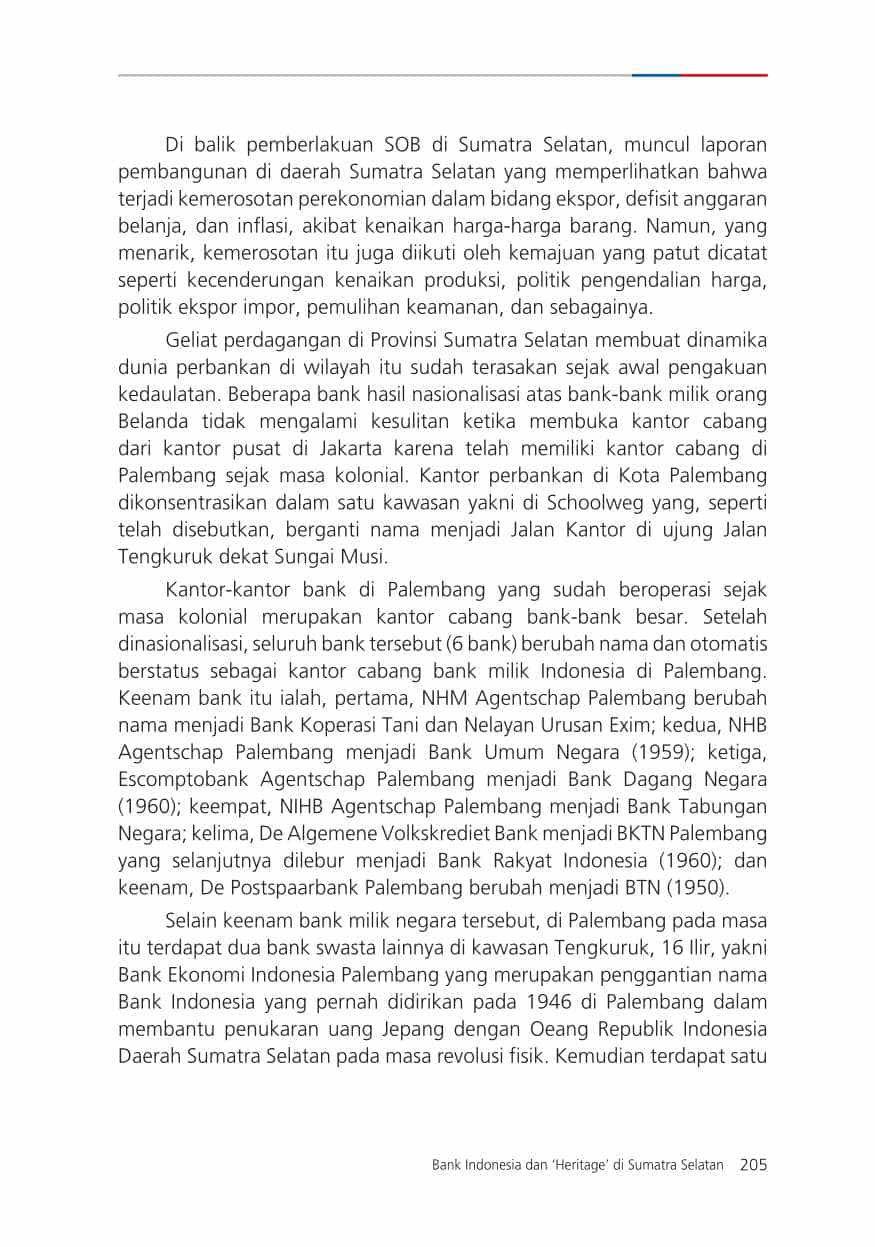 Di balik pemberlakuan SOB di Sumatra Selatan, muncul laporan
pembangunan di daerah Sumatra Selatan yang memperlihatkan bahwa
terjadi kemerosotan perekonomian dalam bidang ekspor, defisit anggaran
belanja, dan inflasi, akibat kenaikan harga-harga barang. Namun, yang
menarik, kemerosotan itu juga diikuti oleh kemajuan yang patut dicatat
seperti kecenderungan kenaikan produksi, politik pengendalian harga,
politik ekspor impor, pemulihan keamanan, dan sebagainya.
Geliat perdagangan di Provinsi Sumatra Selatan membuat dinamika
dunia perbankan di wilayah itu sudah terasakan sejak awal pengakuan
kedaulatan. Beberapa bank hasil nasionalisasi atas bank-bank milik orang
Belanda tidak mengalami kesulitan ketika membuka kantor cabang
dari kantor pusat di Jakarta karena telah memiliki kantor cabang di
Palembang sejak masa kolonial. Kantor perbankan di Kota Palembang
dikonsentrasikan dalam satu kawasan yakni di Schoolweg yang, seperti
telah disebutkan, berganti nama menjadi Jalan Kantor di ujung Jalan
Tengkuruk dekat Sungai Musi.
Kantor-kantor bank di Palembang yang sudah beroperasi sejak
masa kolonial merupakan kantor cabang bank-bank besar. Setelah
dinasionalisasi, seluruh bank tersebut (6 bank) berubah nama dan otomatis
berstatus sebagai kantor cabang bank milik Indonesia di Palembang.
Keenam bank itu ialah, pertama, NHM Agentschap Palembang berubah
nama menjadi Bank Koperasi Tani dan Nelayan Urusan Exim; kedua, NHB
Agentschap Palembang menjadi Bank Umum Negara (1959); ketiga,
Escomptobank Agentschap Palembang menjadi Bank Dagang Negara
(1960); keempat, NIHB Agentschap Palembang menjadi Bank Tabungan
Negara; kelima, De Algemene Volkskrediet Bank menjadi BKTN Palembang
yang selanjutnya dilebur menjadi Bank Rakyat Indonesia (1960); dan
keenam, De Postspaarbank Palembang berubah menjadi BTN (1950).
Selain keenam bank milik negara tersebut, di Palembang pada masa
itu terdapat dua bank swasta lainnya di kawasan Tengkuruk, 16 Ilir, yakni
Bank Ekonomi Indonesia Palembang yang merupakan penggantian nama
Bank Indonesia yang pernah didirikan pada 1946 di Palembang dalam
membantu penukaran uang Jepang dengan Oeang Republik Indonesia
Daerah Sumatra Selatan pada masa revolusi fisik. Kemudian terdapat satu
Bank Indonesia dan ‘Heritage’ di Sumatra Selatan 205